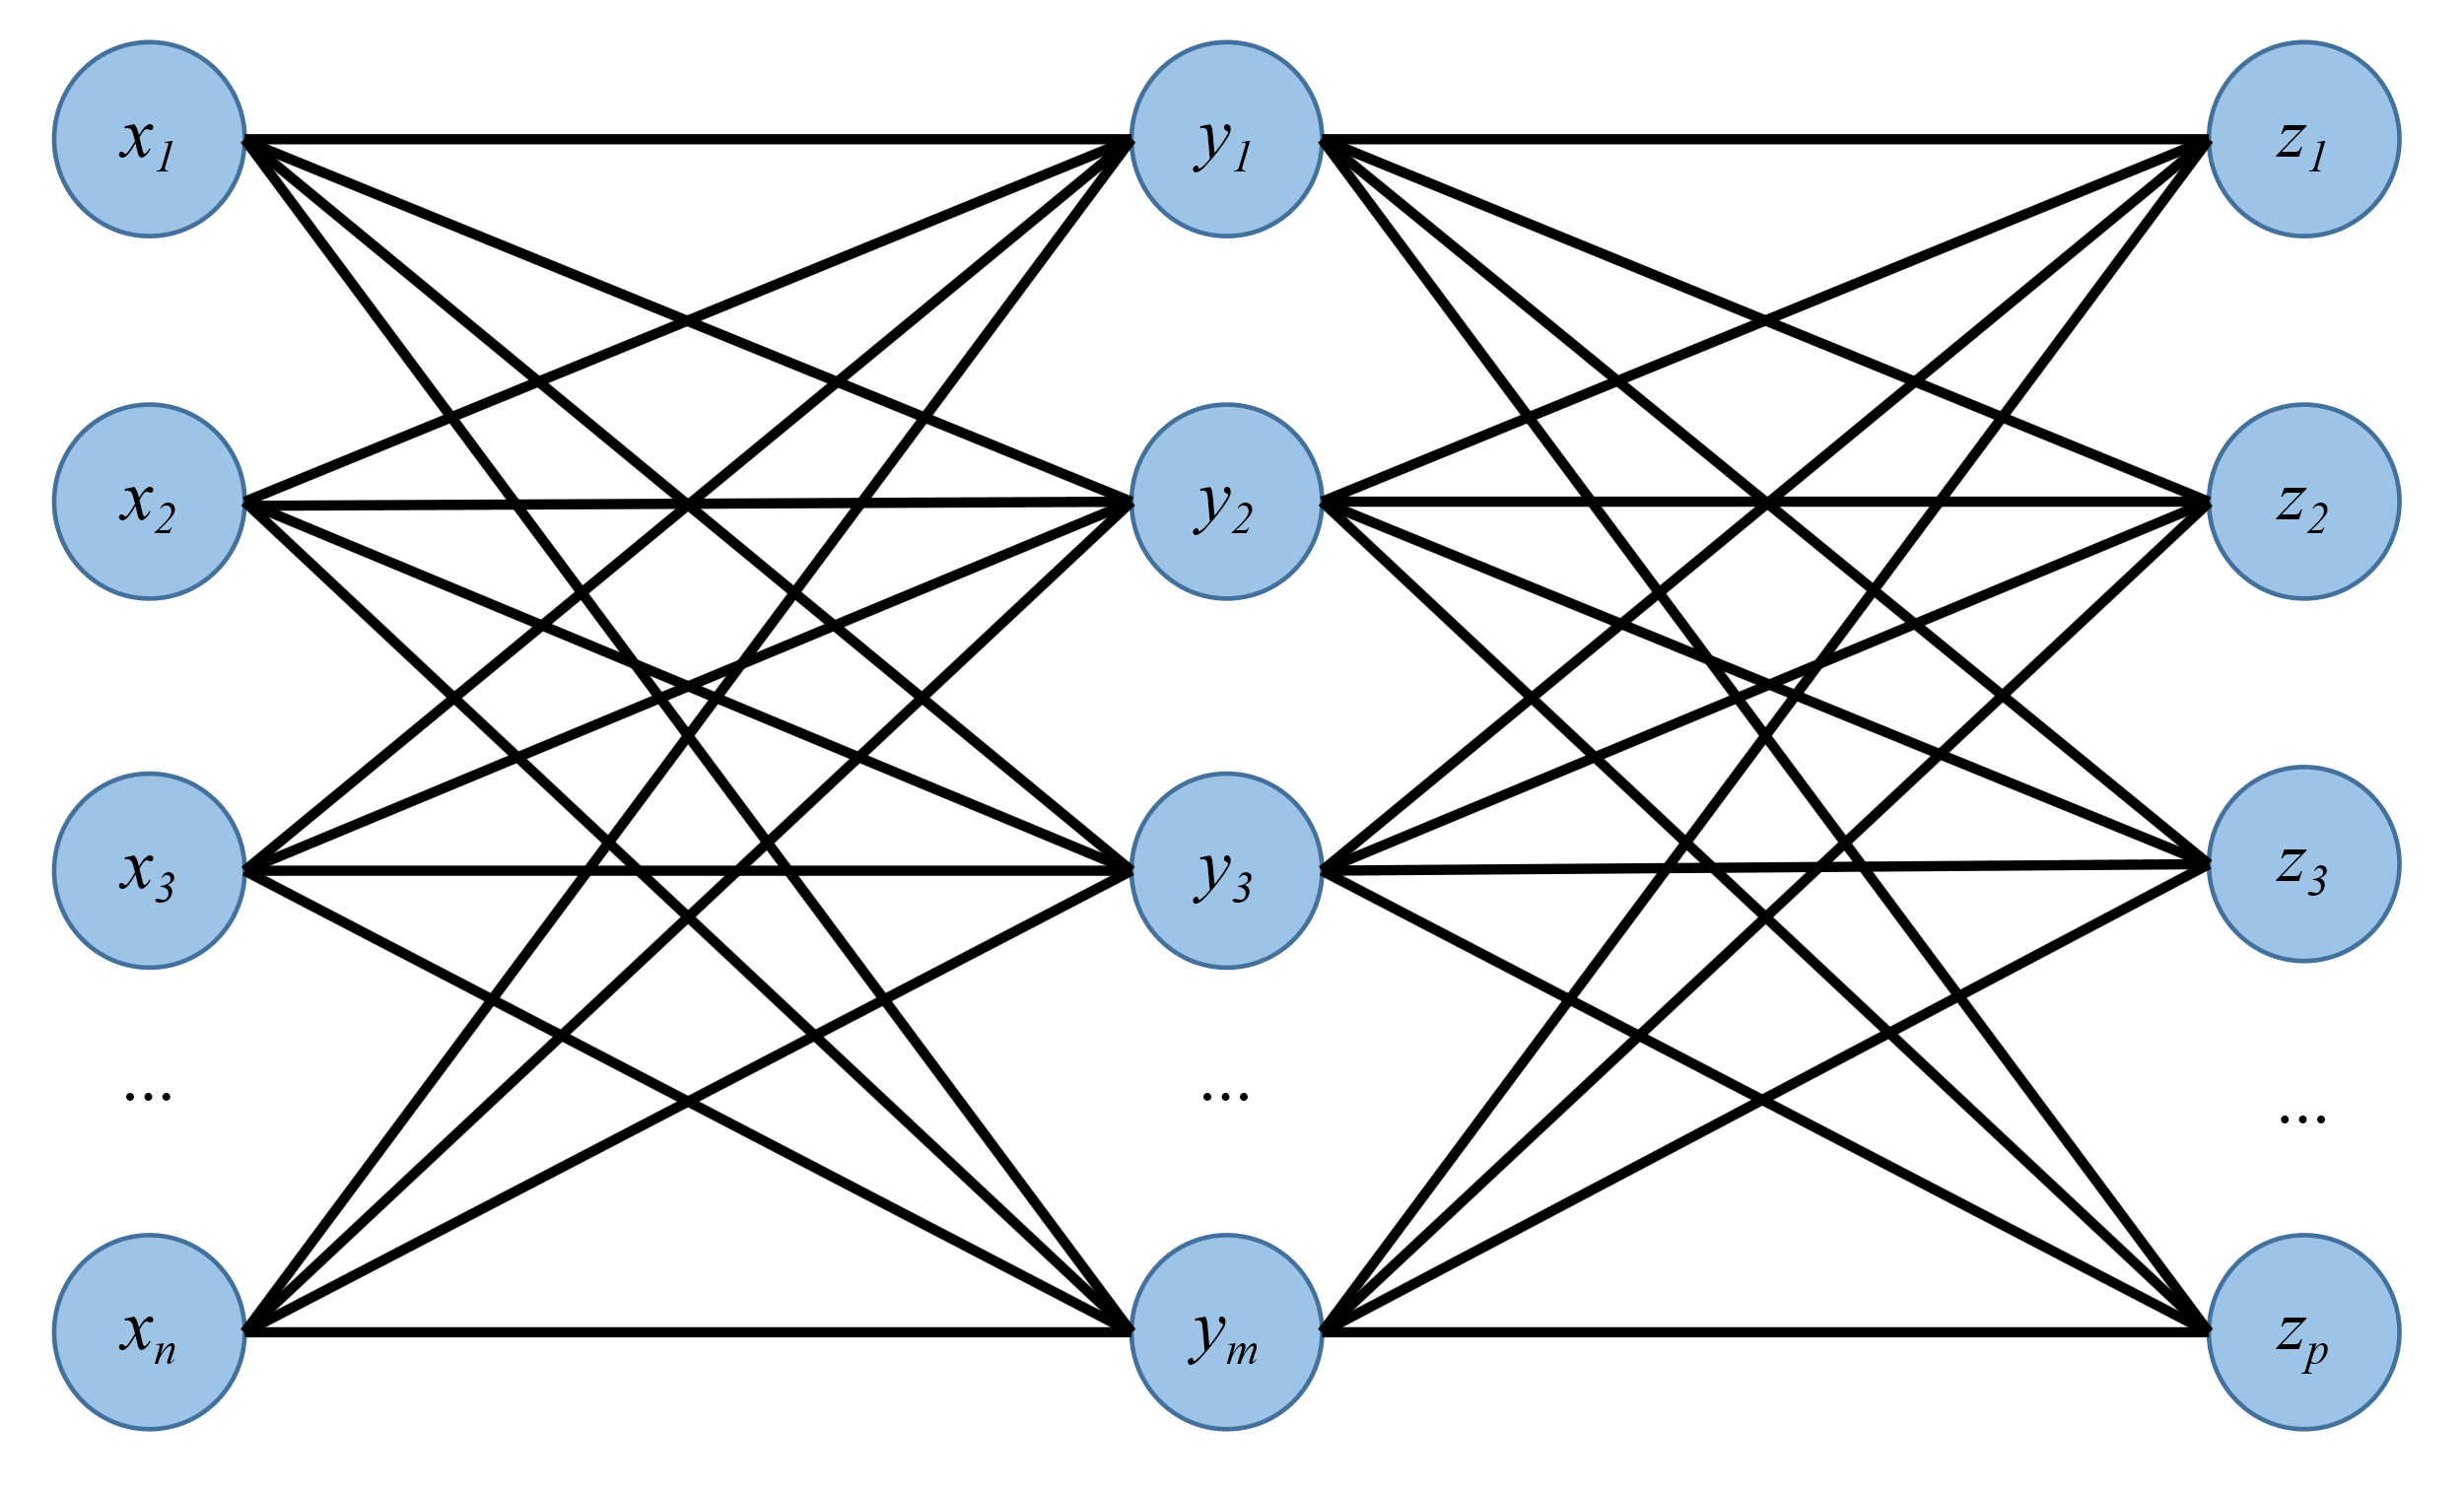 x1 y1 z1
x2 y2 z2
x3 y3 z3
... ... ...
xn ym zp